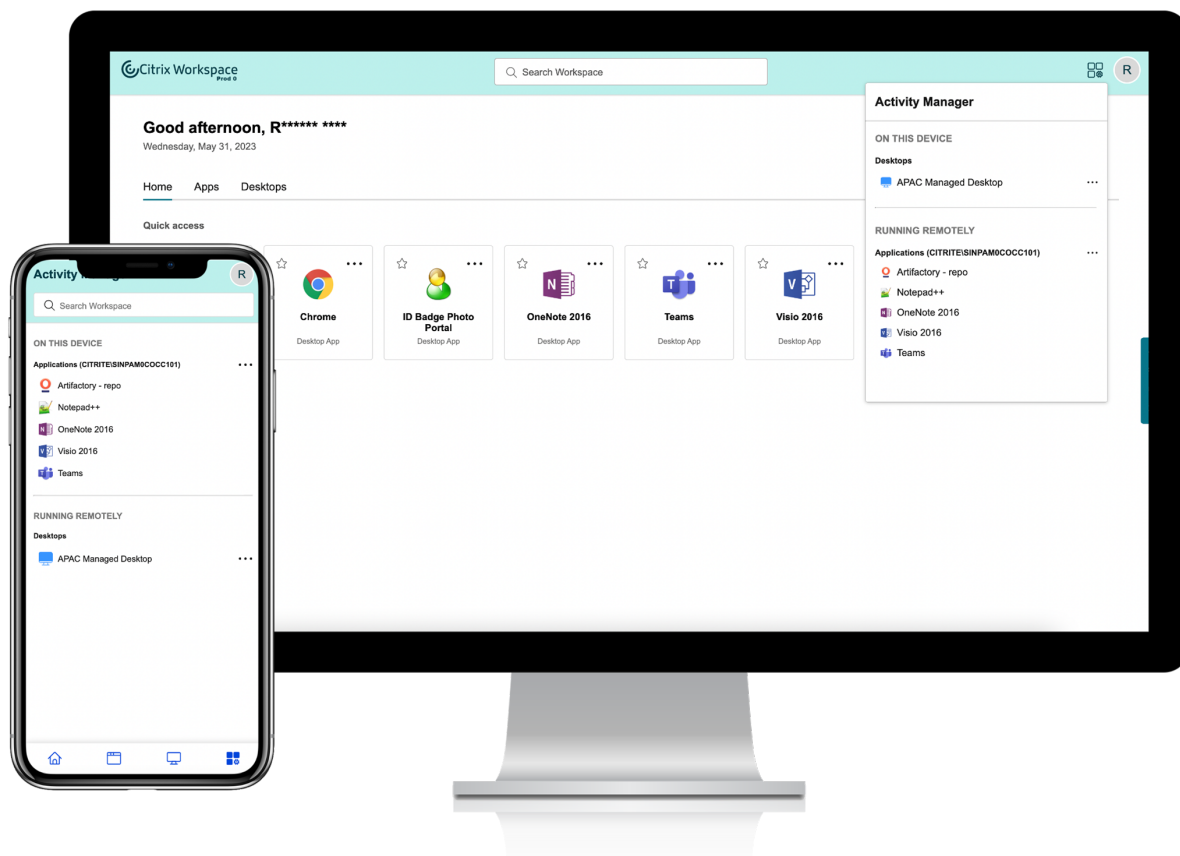 Citrix Workspace
Prod 0
Search Workspace
R
Good afternoon, R****** ****
Wednesday, May 31, 2023
Home Apps Desktops
Quick access
Chrome
Desktop App
ID Badge Photo
Portal
Desktop App
N
OneNote 2016
Desktop App
T
Teams
Desktop App
V
Visio 2016
Desktop App
Activity Manager
ON THIS DEVICE
Desktops
APAC Managed Desktop
RUNNING REMOTELY
Applications (CITRITE\SINPAM0COCC101)
Artifactory - repo
Notepad++
OneNote 2016
Visio 2016
Teams
Activity
R
Search Workspace
ON THIS DEVICE
Applications (CITRITE\SINPAM0COCC101)
Artifactory - repo
Notepad++
OneNote 2016
Visio 2016
Teams
RUNNING REMOTELY
Desktops
APAC Managed Desktop